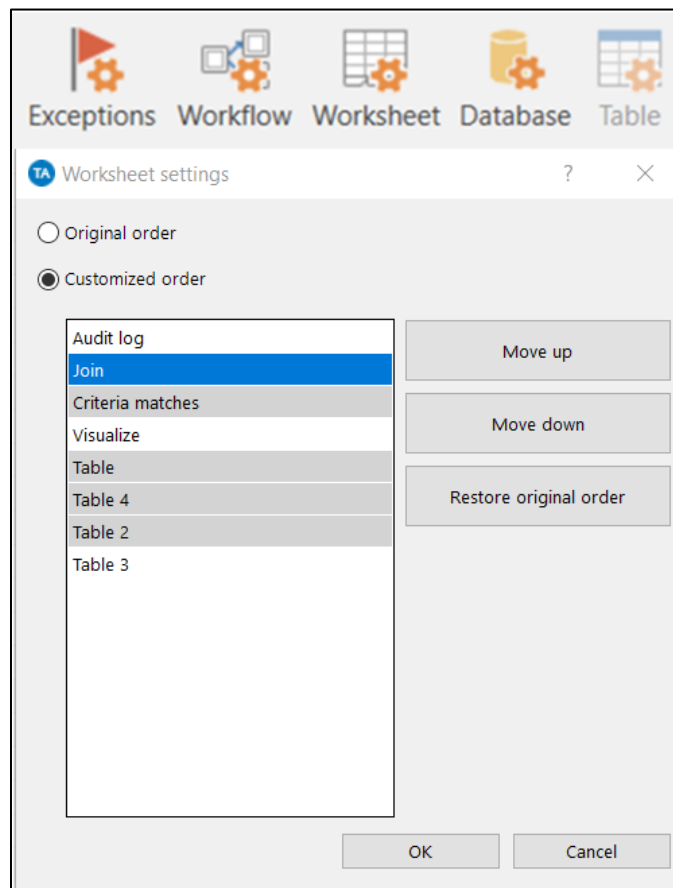 Exceptions Workflow Worksheet Database Table
TA Worksheet settings ?
Original order
Customized order
Audit log
Join
Criteria matches
Visualize
Table
Table 4
Table 2
Table 3
Move up
Move down
Restore original order
OK Cancel